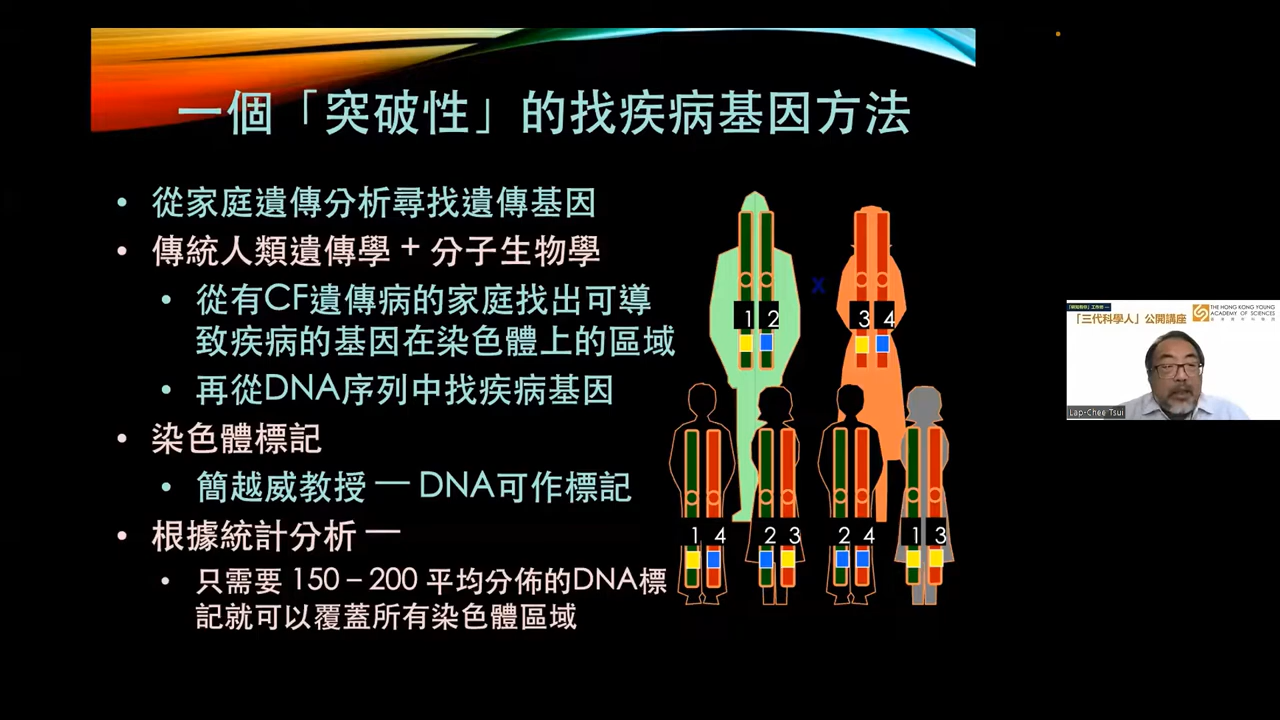 一個「突破性」的找疾病基因方法
• 從家庭遺傳分析尋找遺傳基因
• 傳統人類遺傳學 + 分子生物學
• 從有CF遺傳病的家庭找出可導
致疾病的基因在染色體上的區域
• 再從DNA序列中找疾病基因
• 染色體標記
• 簡越威教授 — DNA可作標記
• 根據統計分析 —
• 只需要 150 – 200 平均分佈的DNA標
記就可以覆蓋所有染色體區域
x
1 2
3 4
1 4
2 3
2 4
1 3
「三代科學人」公開講座
THE HONG KONG YOUNG
ACADEMY OF SCIENCES
Lap-Chee Tsui